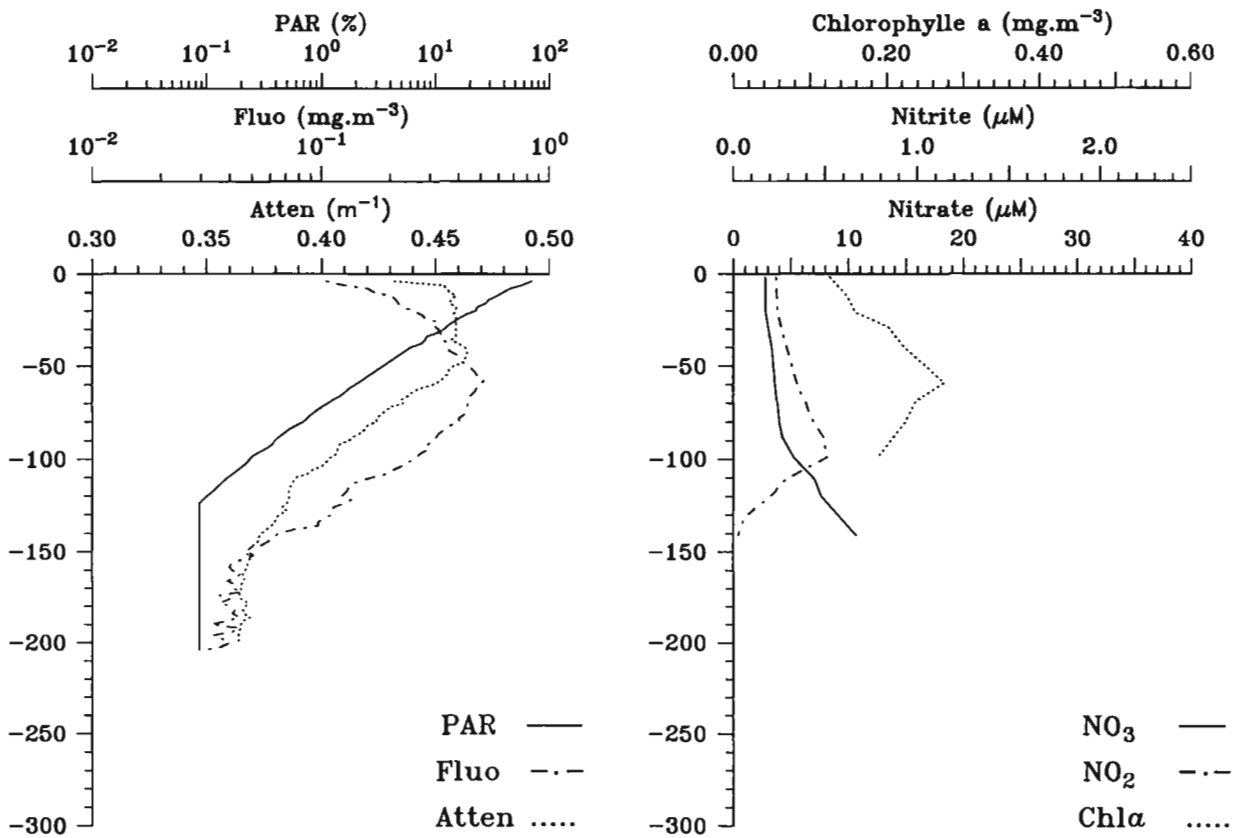 PAR (%)
10⁻² 10⁻¹ 10⁰ 10¹ 10²
Fluo (mg.m⁻³)
10⁻² 10⁻¹ 10⁰
Atten (m⁻¹)
0.30 0.35 0.40 0.45 0.50
0
-50
-100
-150
-200
-250
-300
PAR
Fluo
Atten
Chlorophylle a (mg.m⁻³)
0.00 0.20 0.40 0.60
Nitrite (μM)
0.0 1.0 2.0
Nitrate (μM)
0 10 20 30 40
0
-50
-100
-150
-200
-250
-300
NO₃
NO₂
Chla